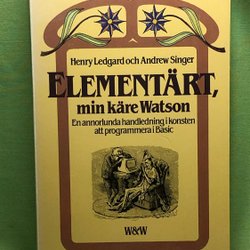 Henry Ledgard och Andrew Singer
ELEMENTÄRT,
min käre Watson
En annorlunda handledning i konsten
att programmera i Basic
W&W